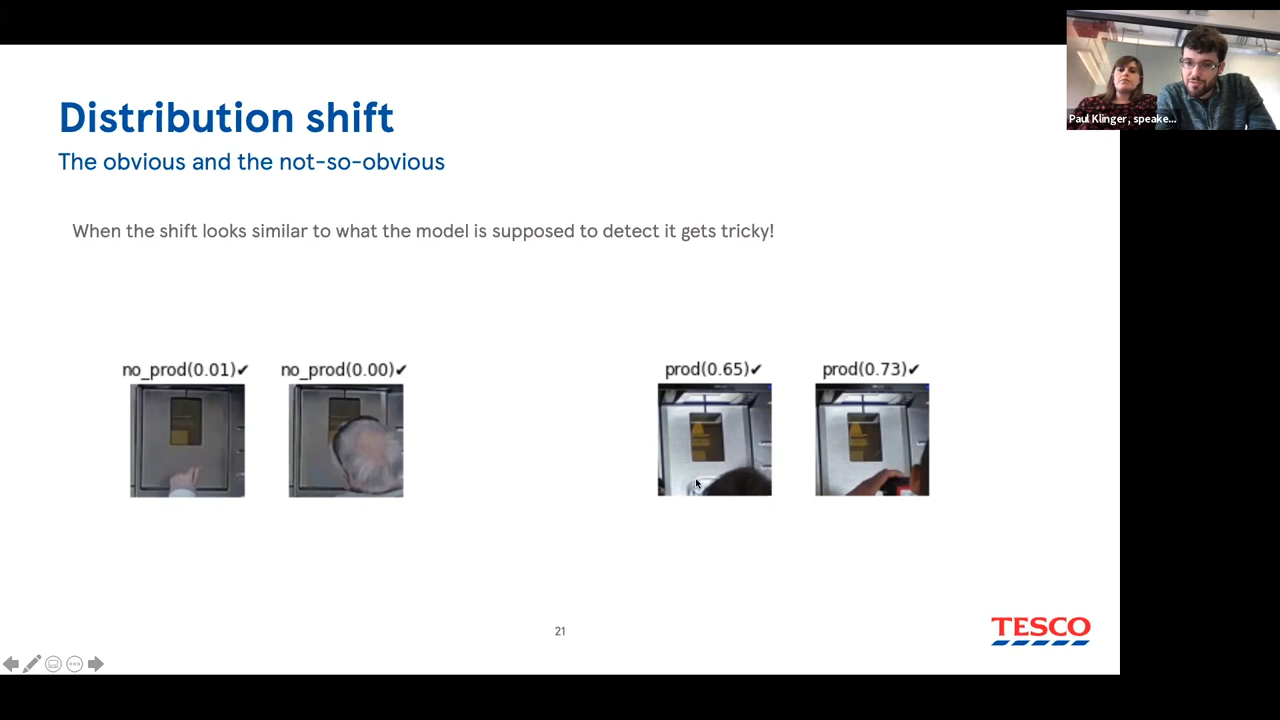 Distribution shift
The obvious and the not-so-obvious
When the shift looks similar to what the model is supposed to detect it gets tricky!
no_prod(0.01)✔
no_prod(0.00)✔
prod(0.65)✔
prod(0.73)✔
21
TESCO
Paul Klinger, speake...